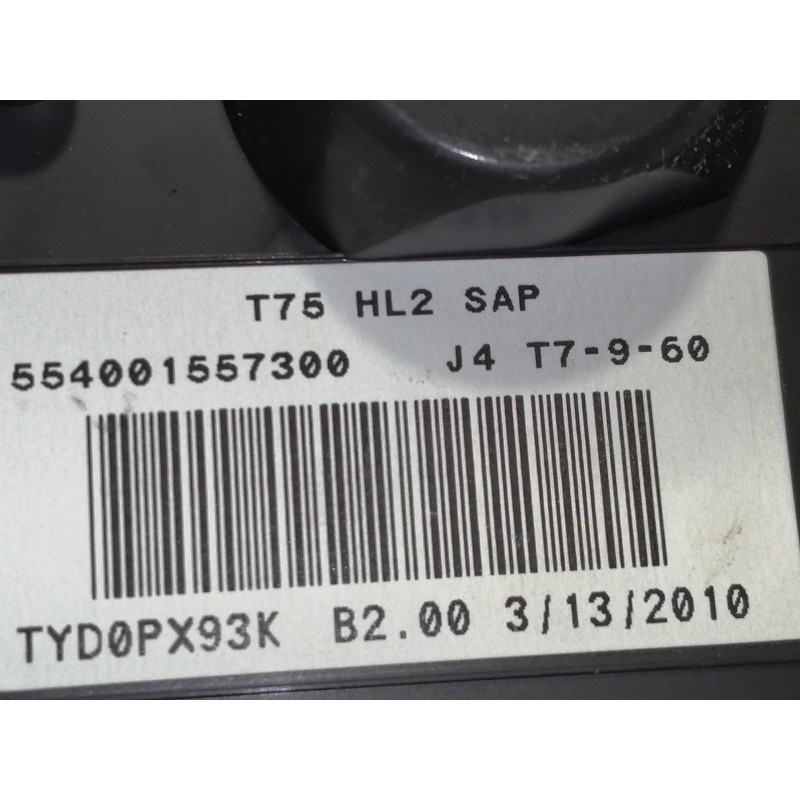 T75 HL2 SAP
554001557300 J4 T7-9-60
TYD0PX93K B2.00 3/13/2010